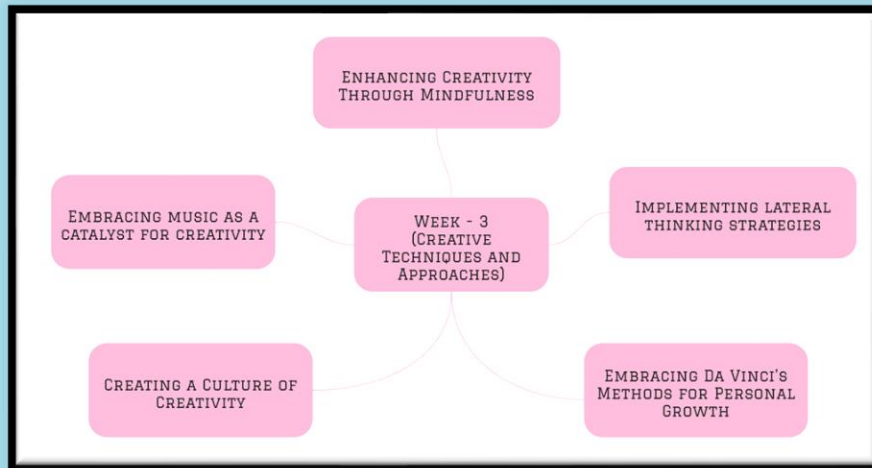 Enhancing Creativity
Through Mindfulness
Embracing music as a
catalyst for creativity
Week - 3
(Creative
Techniques and
Approaches)
Implementing lateral
thinking strategies
Creating a Culture of
Creativity
Embracing Da Vinci's
Methods for Personal
Growth